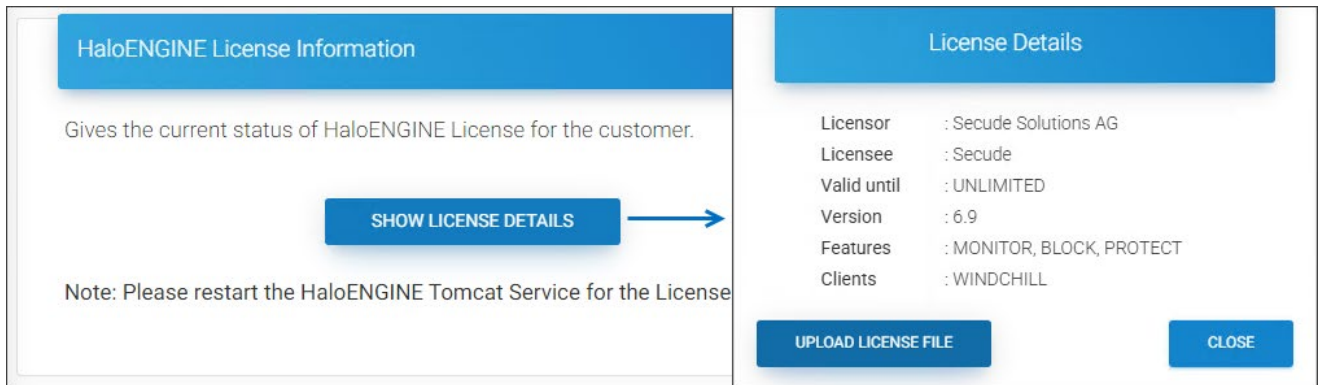 HaloENGINE License Information
Gives the current status of HaloENGINE License for the customer.
SHOW LICENSE DETAILS
Note: Please restart the HaloENGINE Tomcat Service for the License
License Details
Licensor : Secude Solutions AG
Licensee : Secude
Valid until : UNLIMITED
Version : 6.9
Features : MONITOR, BLOCK, PROTECT
Clients : WINDCHILL
UPLOAD LICENSE FILE
CLOSE